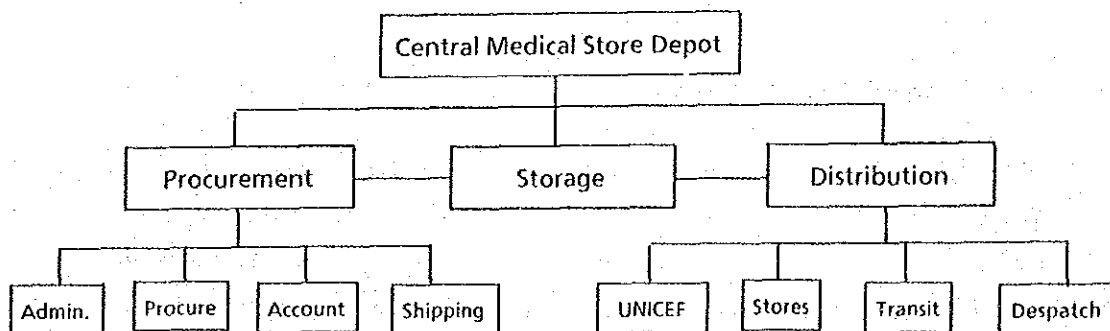 Central Medical Store Depot
Procurement
Storage
Distribution
Admin.
Procure
Account
Shipping
UNICEF
Stores
Transit
Despatch